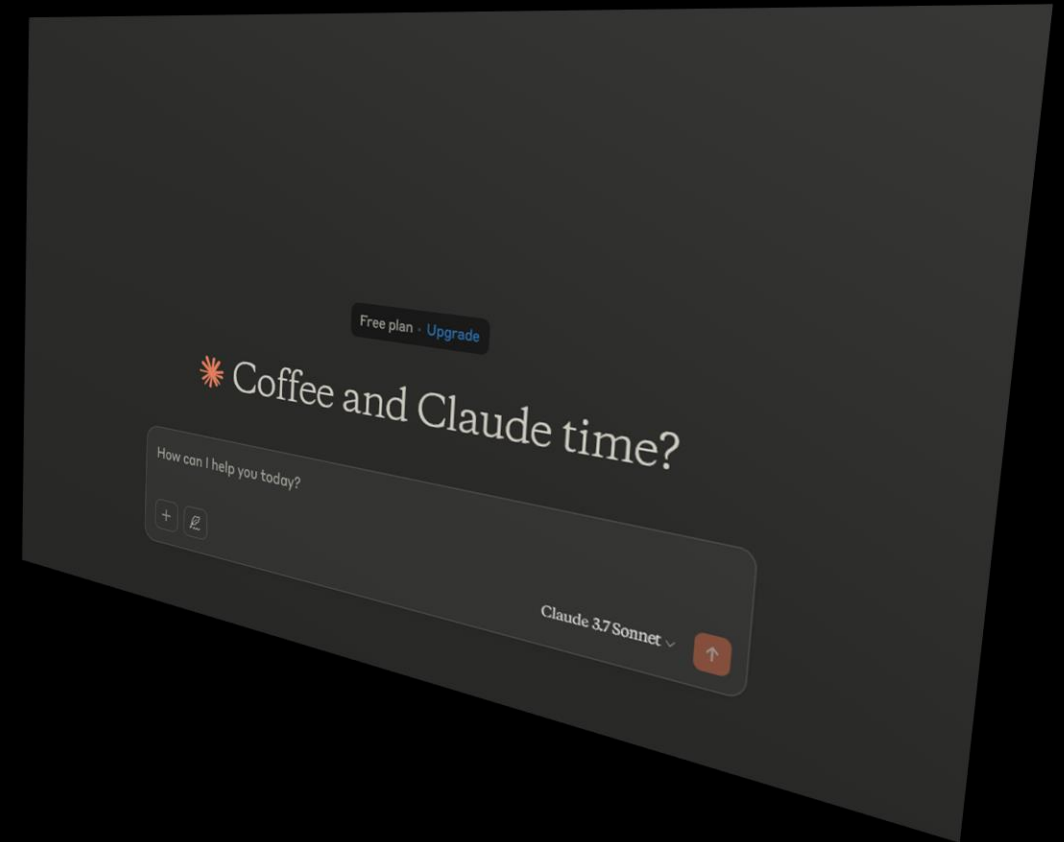 Free plan · Upgrade
Coffee and Claude time?
How can I help you today?
Claude 3.7 Sonnet